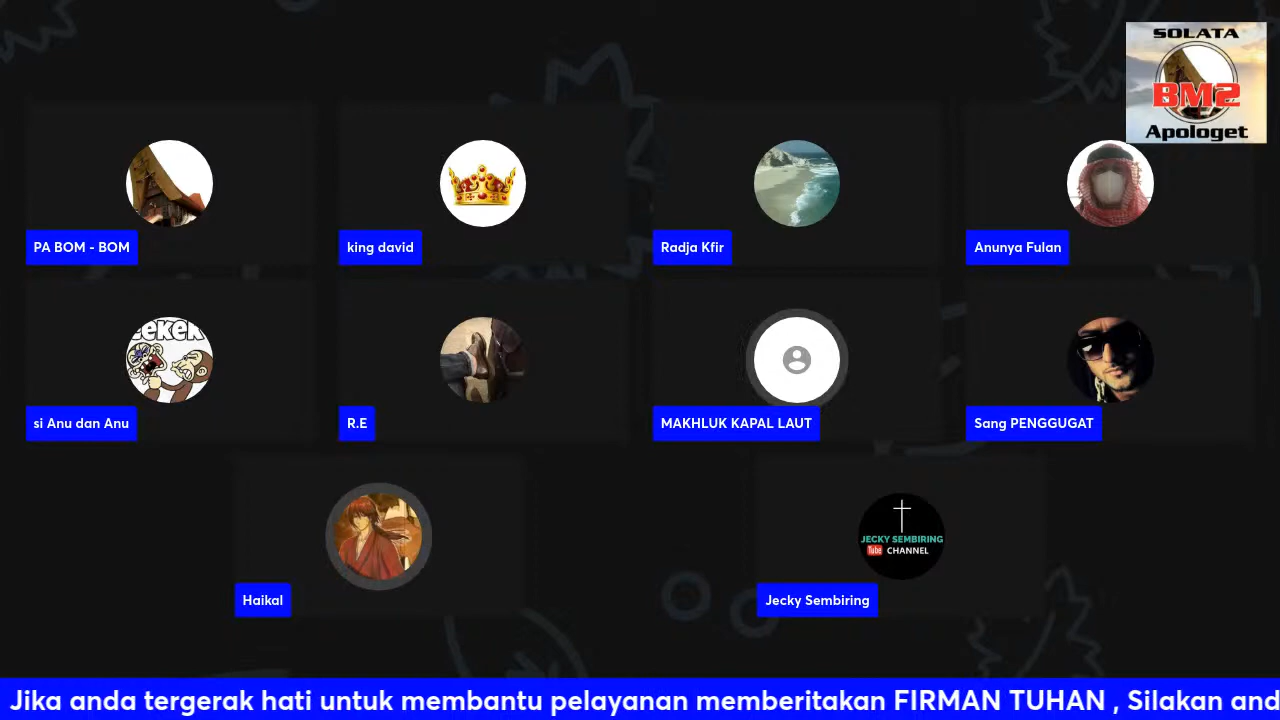 SOLATA
BM2
Apologet
PA BOM - BOM
king david
Radja Kfir
Anunya Fulan
EKEK
si Anu dan Anu
R.E
MAKHLUK KAPAL LAUT
Sang PENGGUGAT
JECKY SEMBIRING
Tube CHANNEL
Haikal
Jecky Sembiring
Jika anda tergerak hati untuk membantu pelayanan memberitakan FIRMAN TUHAN , Silakan and